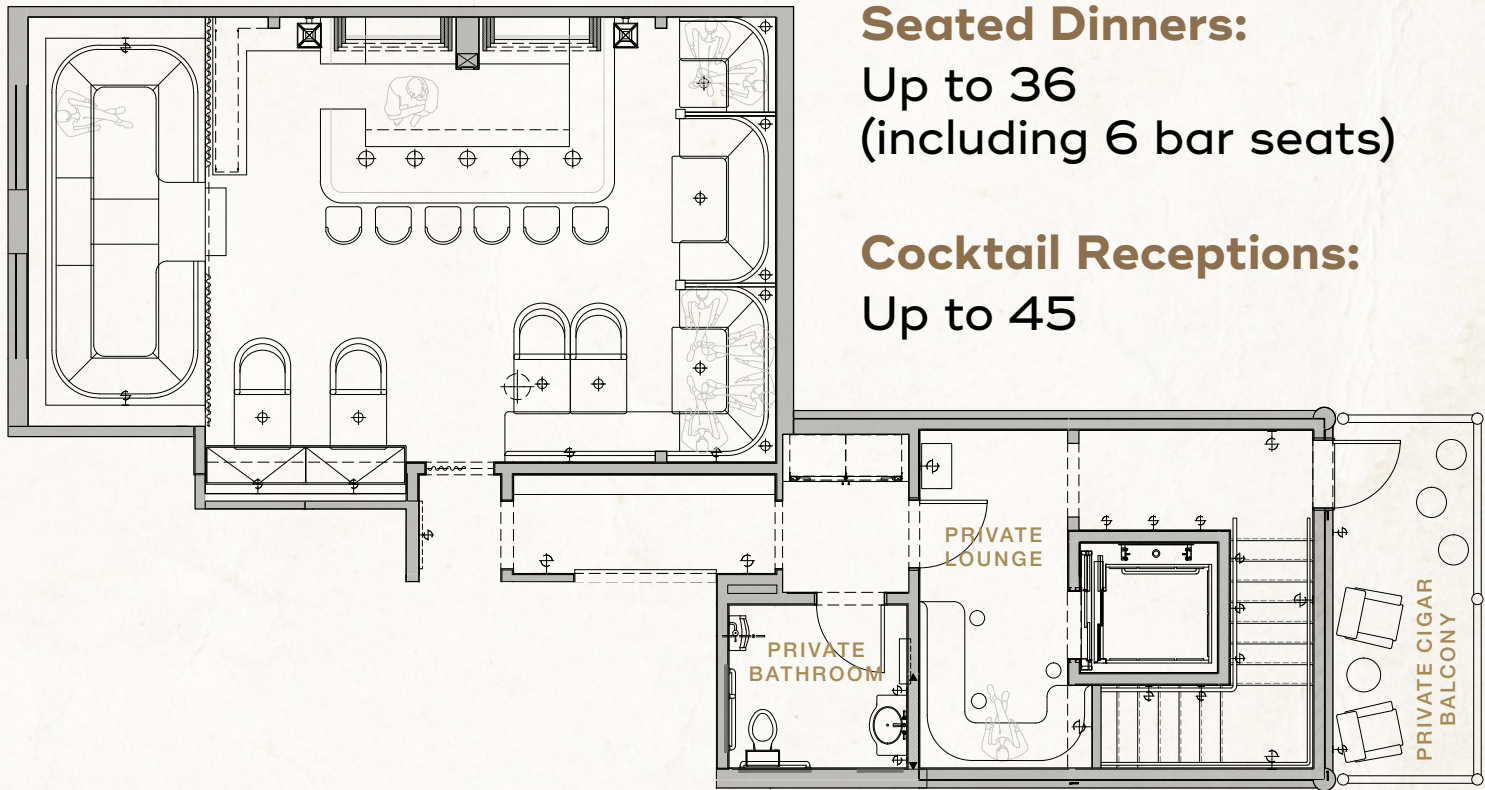 Seated Dinners:
Up to 36
(including 6 bar seats)
Cocktail Receptions:
Up to 45
PRIVATE
LOUNGE
PRIVATE
BATHROOM
PRIVATE CIGAR
BALCONY